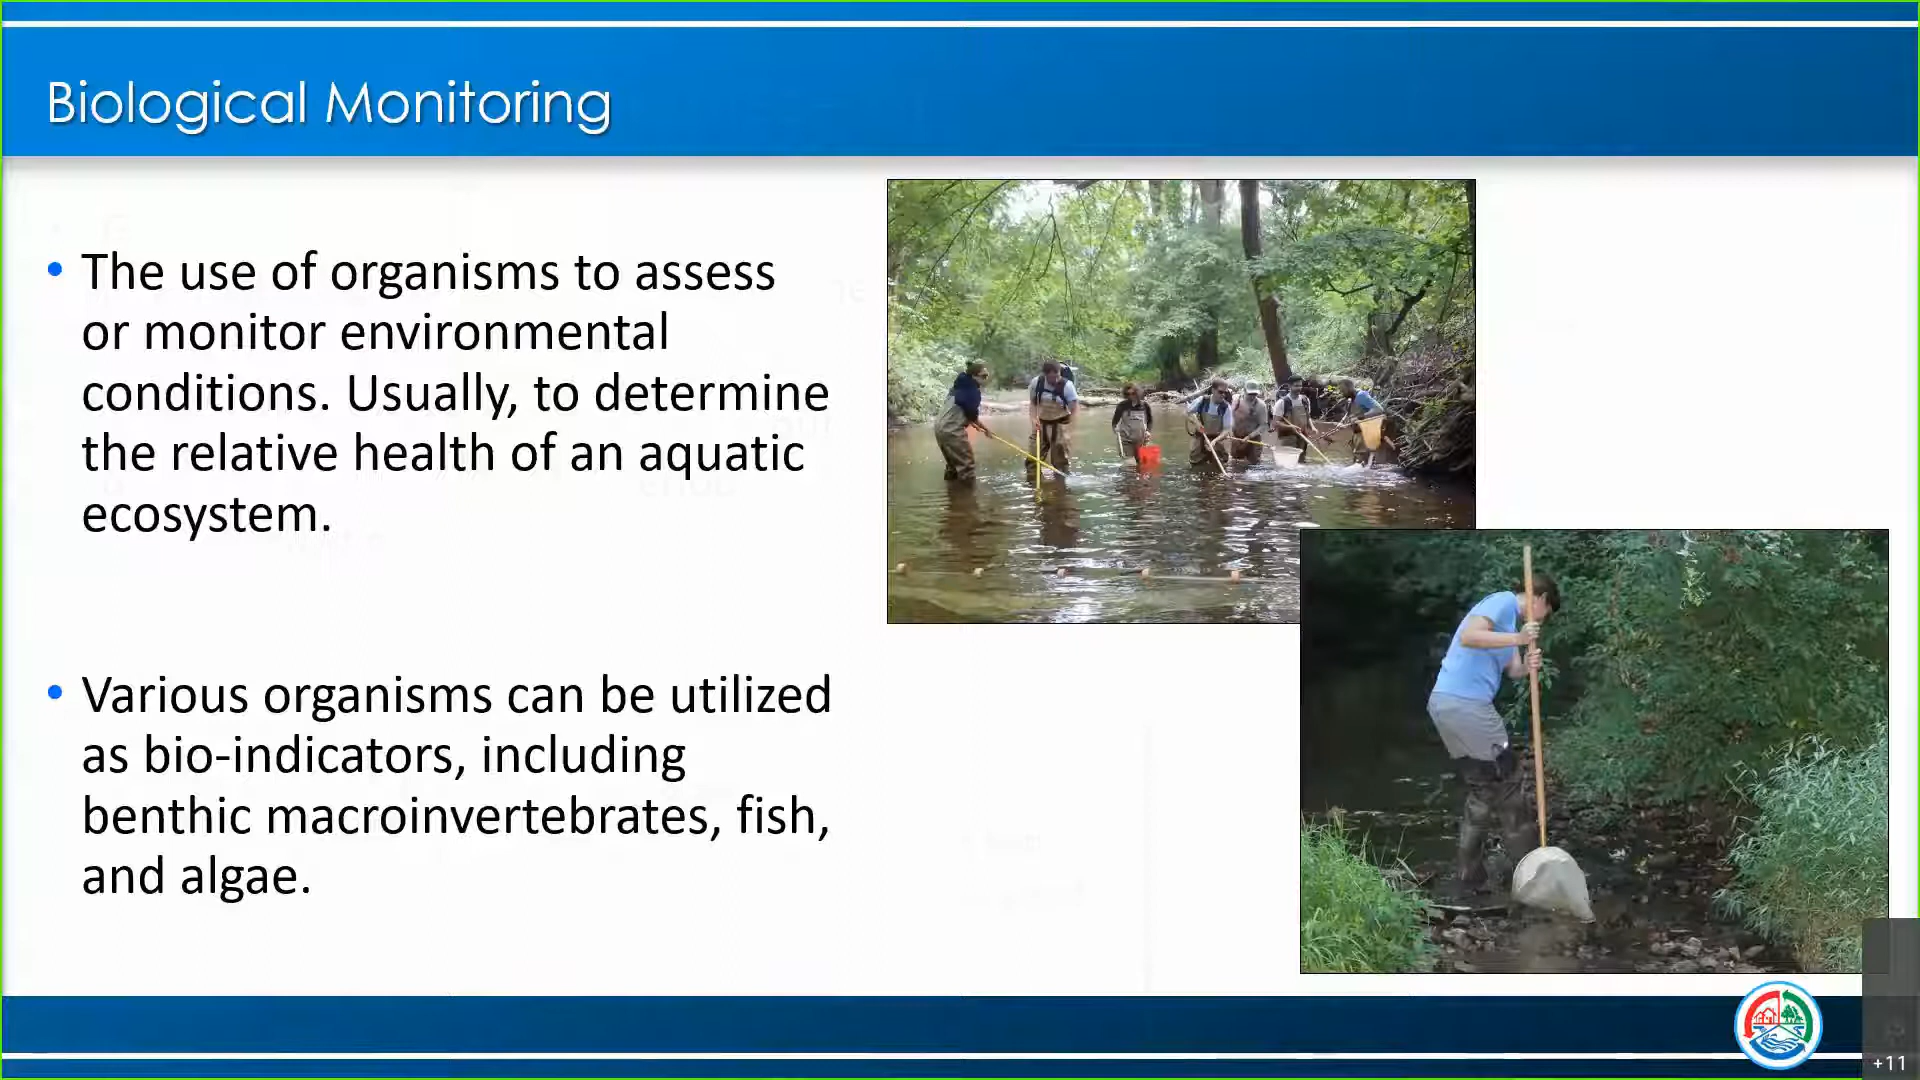 Biological Monitoring
• The use of organisms to assess
or monitor environmental
conditions. Usually, to determine
the relative health of an aquatic
ecosystem.
• Various organisms can be utilized
as bio-indicators, including
benthic macroinvertebrates, fish,
and algae.
+11